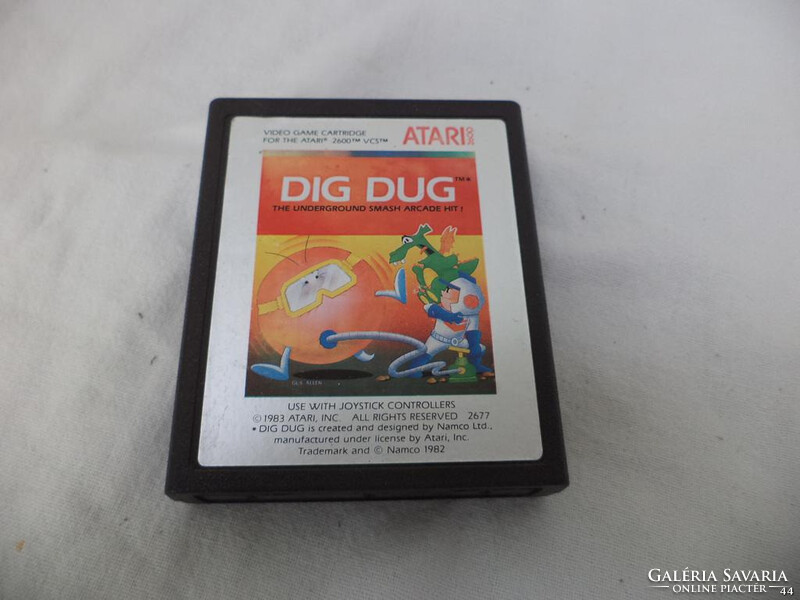 VIDEO GAME CARTRIDGE
FOR THE ATARI® 2600™ VCS™
ATARI 2600
DIG DUG™*
THE UNDERGROUND SMASH ARCADE HIT!
USE WITH JOYSTICK CONTROLLERS
© 1983 ATARI, INC. ALL RIGHTS RESERVED 2677
• DIG DUG is created and designed by Namco Ltd.,
manufactured under license by Atari, Inc.
Trademark and © Namco 1982
GALÉRIA SAVARIA
ONLINE PIACTÉR
44